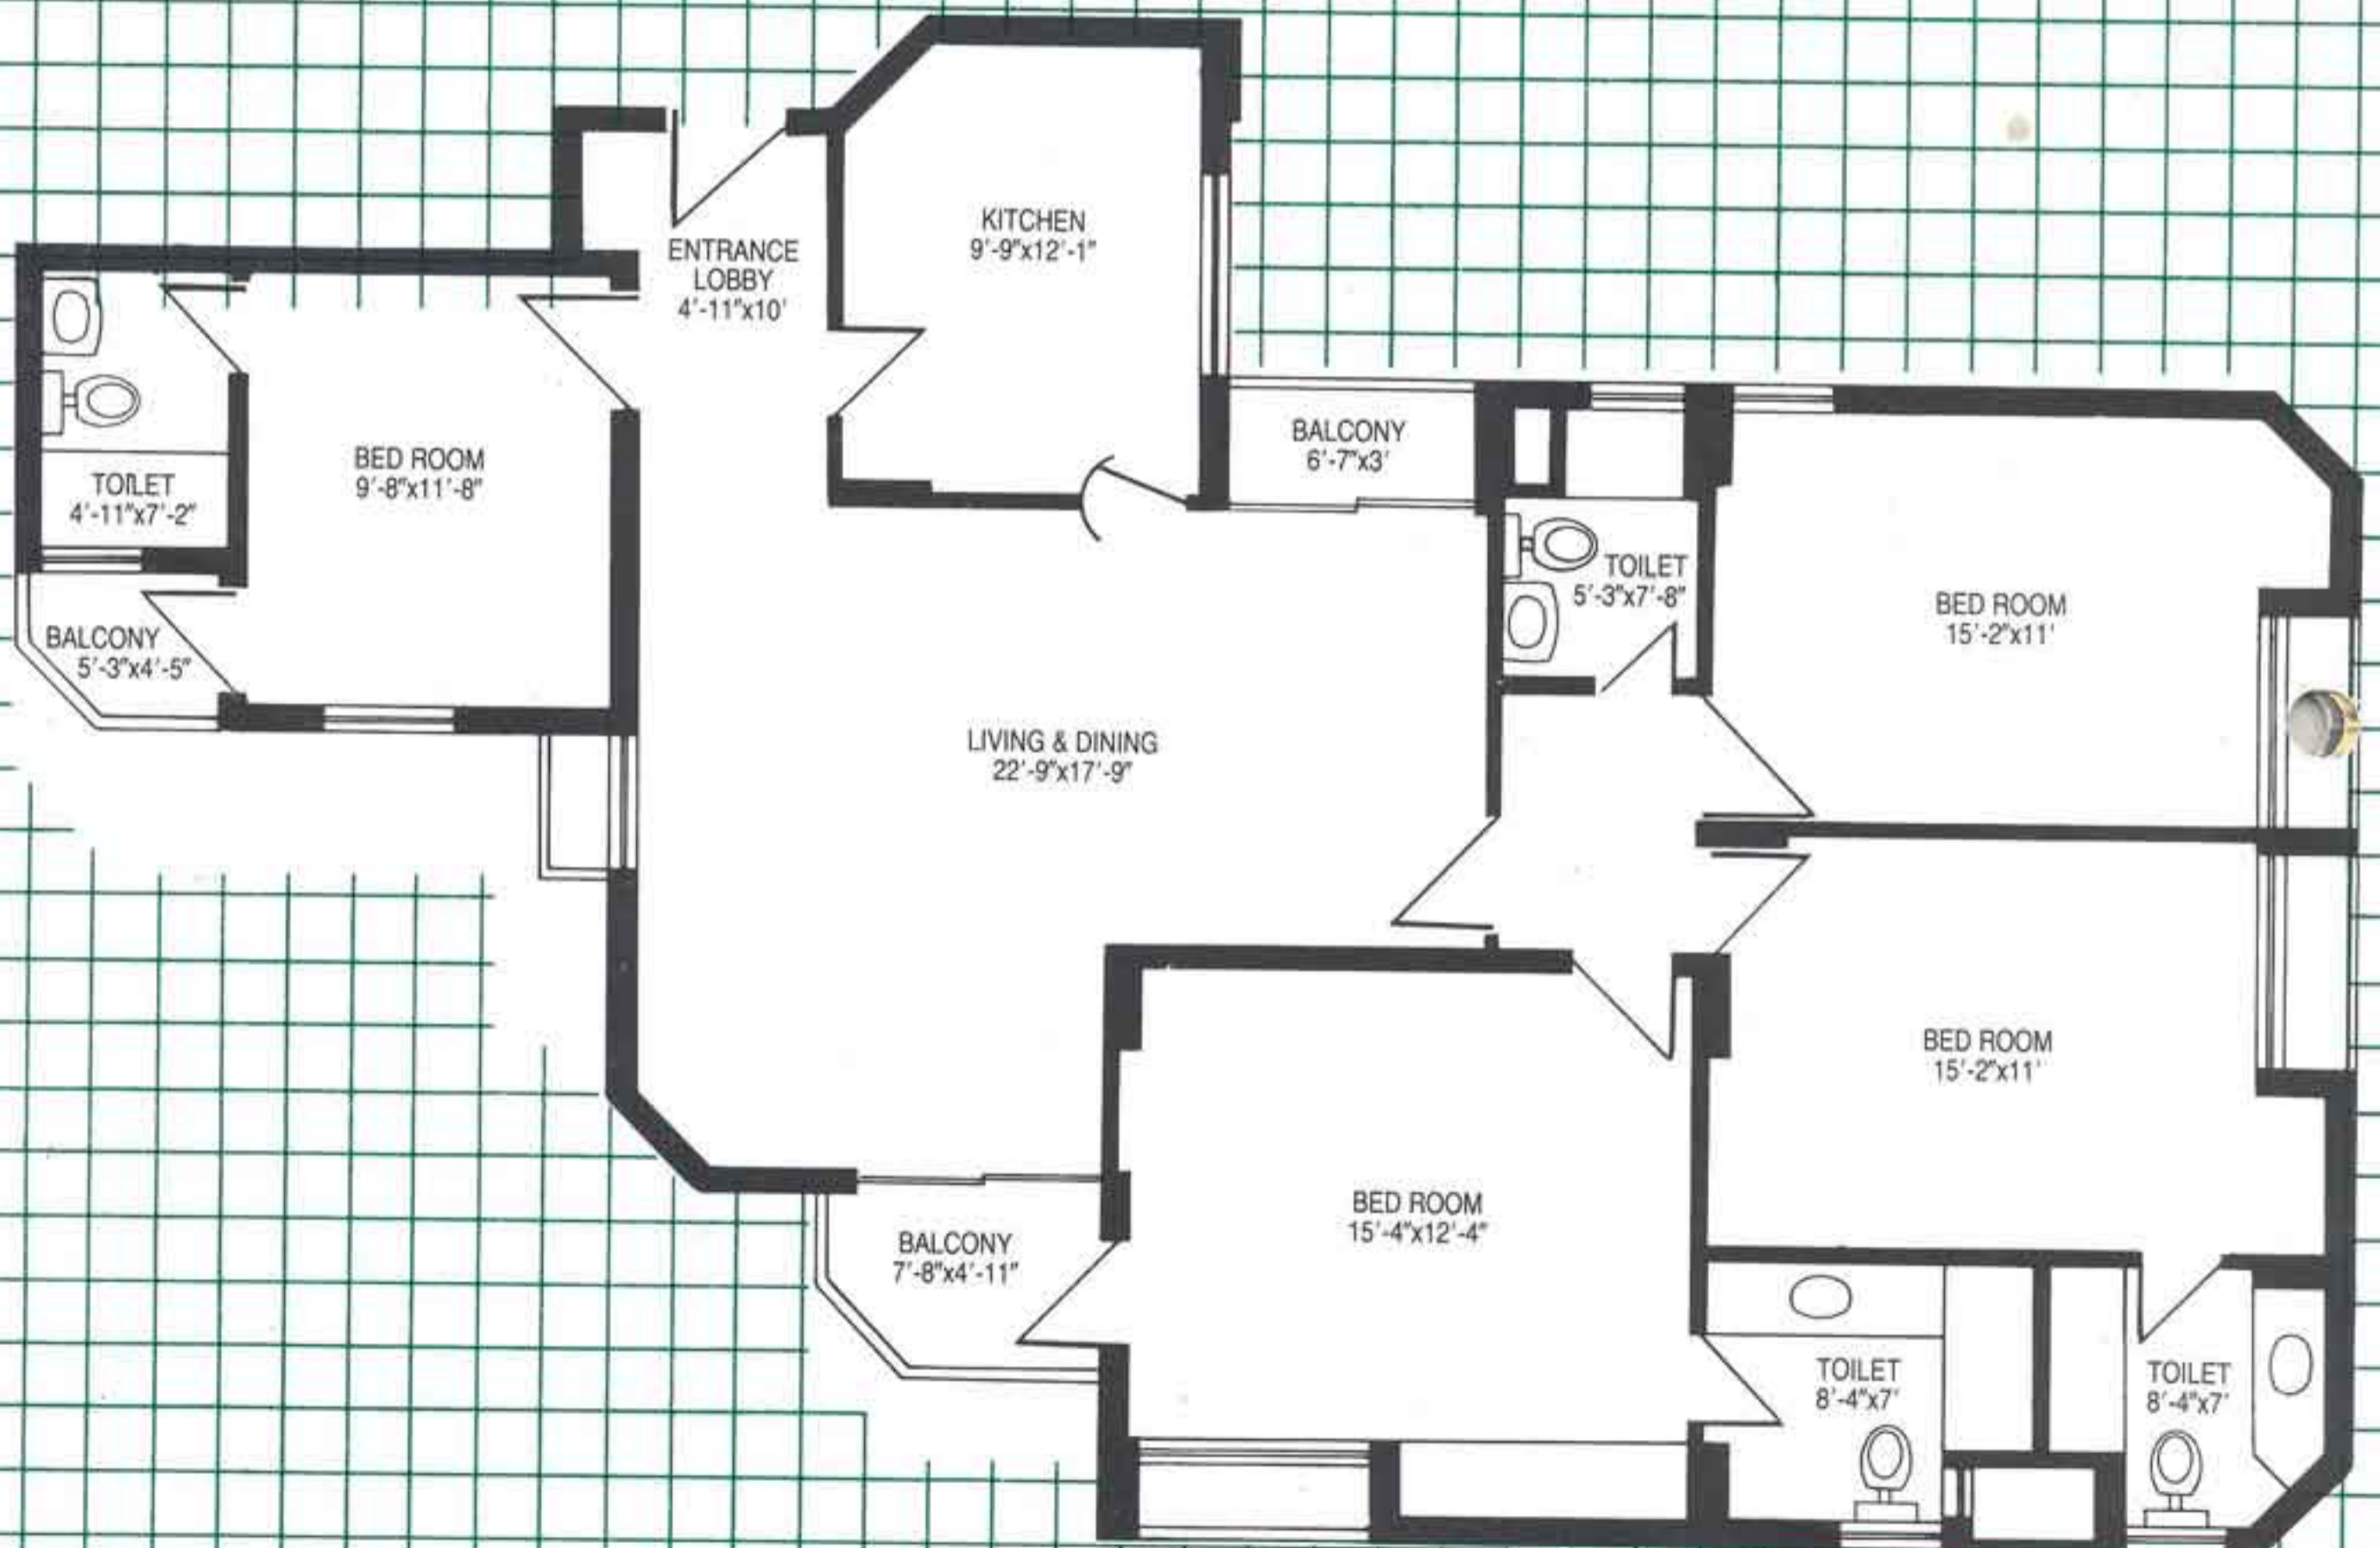 KITCHEN
9'-9"x12'-1"
ENTRANCE
LOBBY
4'-11"x10'
BALCONY
6'-7"x3'
BED ROOM
9'-8"x11'-8"
TOILET
4'-11"x7'-2"
TOILET
5'-3"x7'-8"
BED ROOM
15'-2"x11'
BALCONY
5'-3"x4'-5"
LIVING & DINING
22'-9"x17'-9"
BED ROOM
15'-2"x11'
BED ROOM
15'-4"x12'-4"
BALCONY
7'-8"x4'-11"
TOILET
8'-4"x7'
TOILET
8'-4"x7'